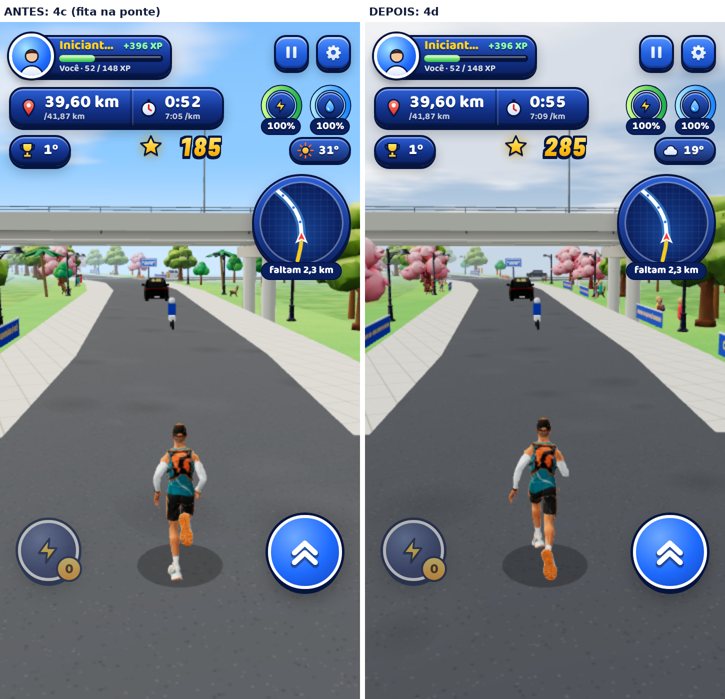 ANTES: 4c (fita na ponte)
Iniciant... +396 XP
Você · 52 / 148 XP
39,60 km
/41,87 km
0:52
7:05 /km
100%
100%
1°
185
31°
faltam 2,3 km
0
DEPOIS: 4d
Iniciant... +396 XP
Você · 52 / 148 XP
39,60 km
/41,87 km
0:55
7:09 /km
100%
100%
1°
285
19°
faltam 2,3 km
0